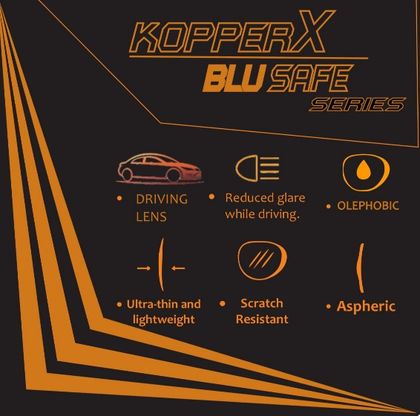 KOPPERX
BLU SAFE
SERIES
• DRIVING
LENS
• Reduced glare
while driving.
• OLEPHOBIC
• Ultra-thin and
lightweight
• Scratch
Resistant
• Aspheric